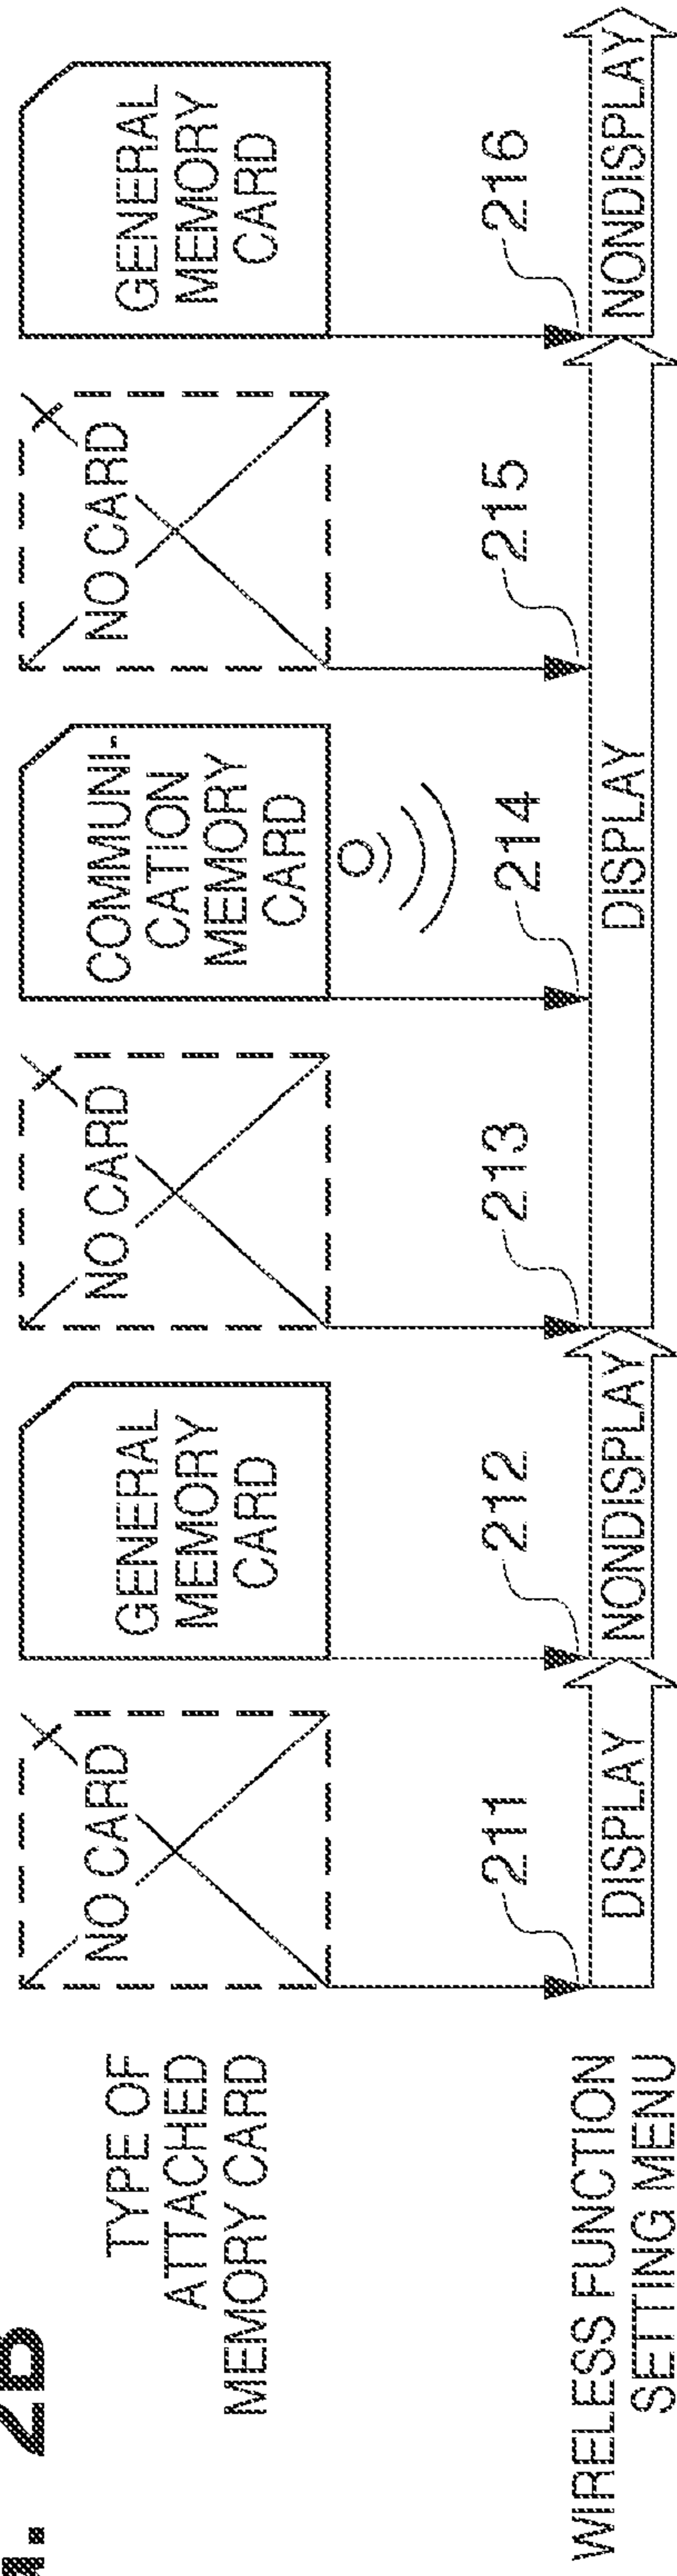 2B
TYPE OF
ATTACHED
MEMORY CARD
NO CARD
GENERAL
MEMORY
CARD
NO CARD
COMMUNI-
CATION
MEMORY
CARD
NO CARD
GENERAL
MEMORY
CARD
211
212
213
214
215
216
WIRELESS FUNCTION
SETTING MENU
DISPLAY
NONDISPLAY
DISPLAY
NONDISPLAY